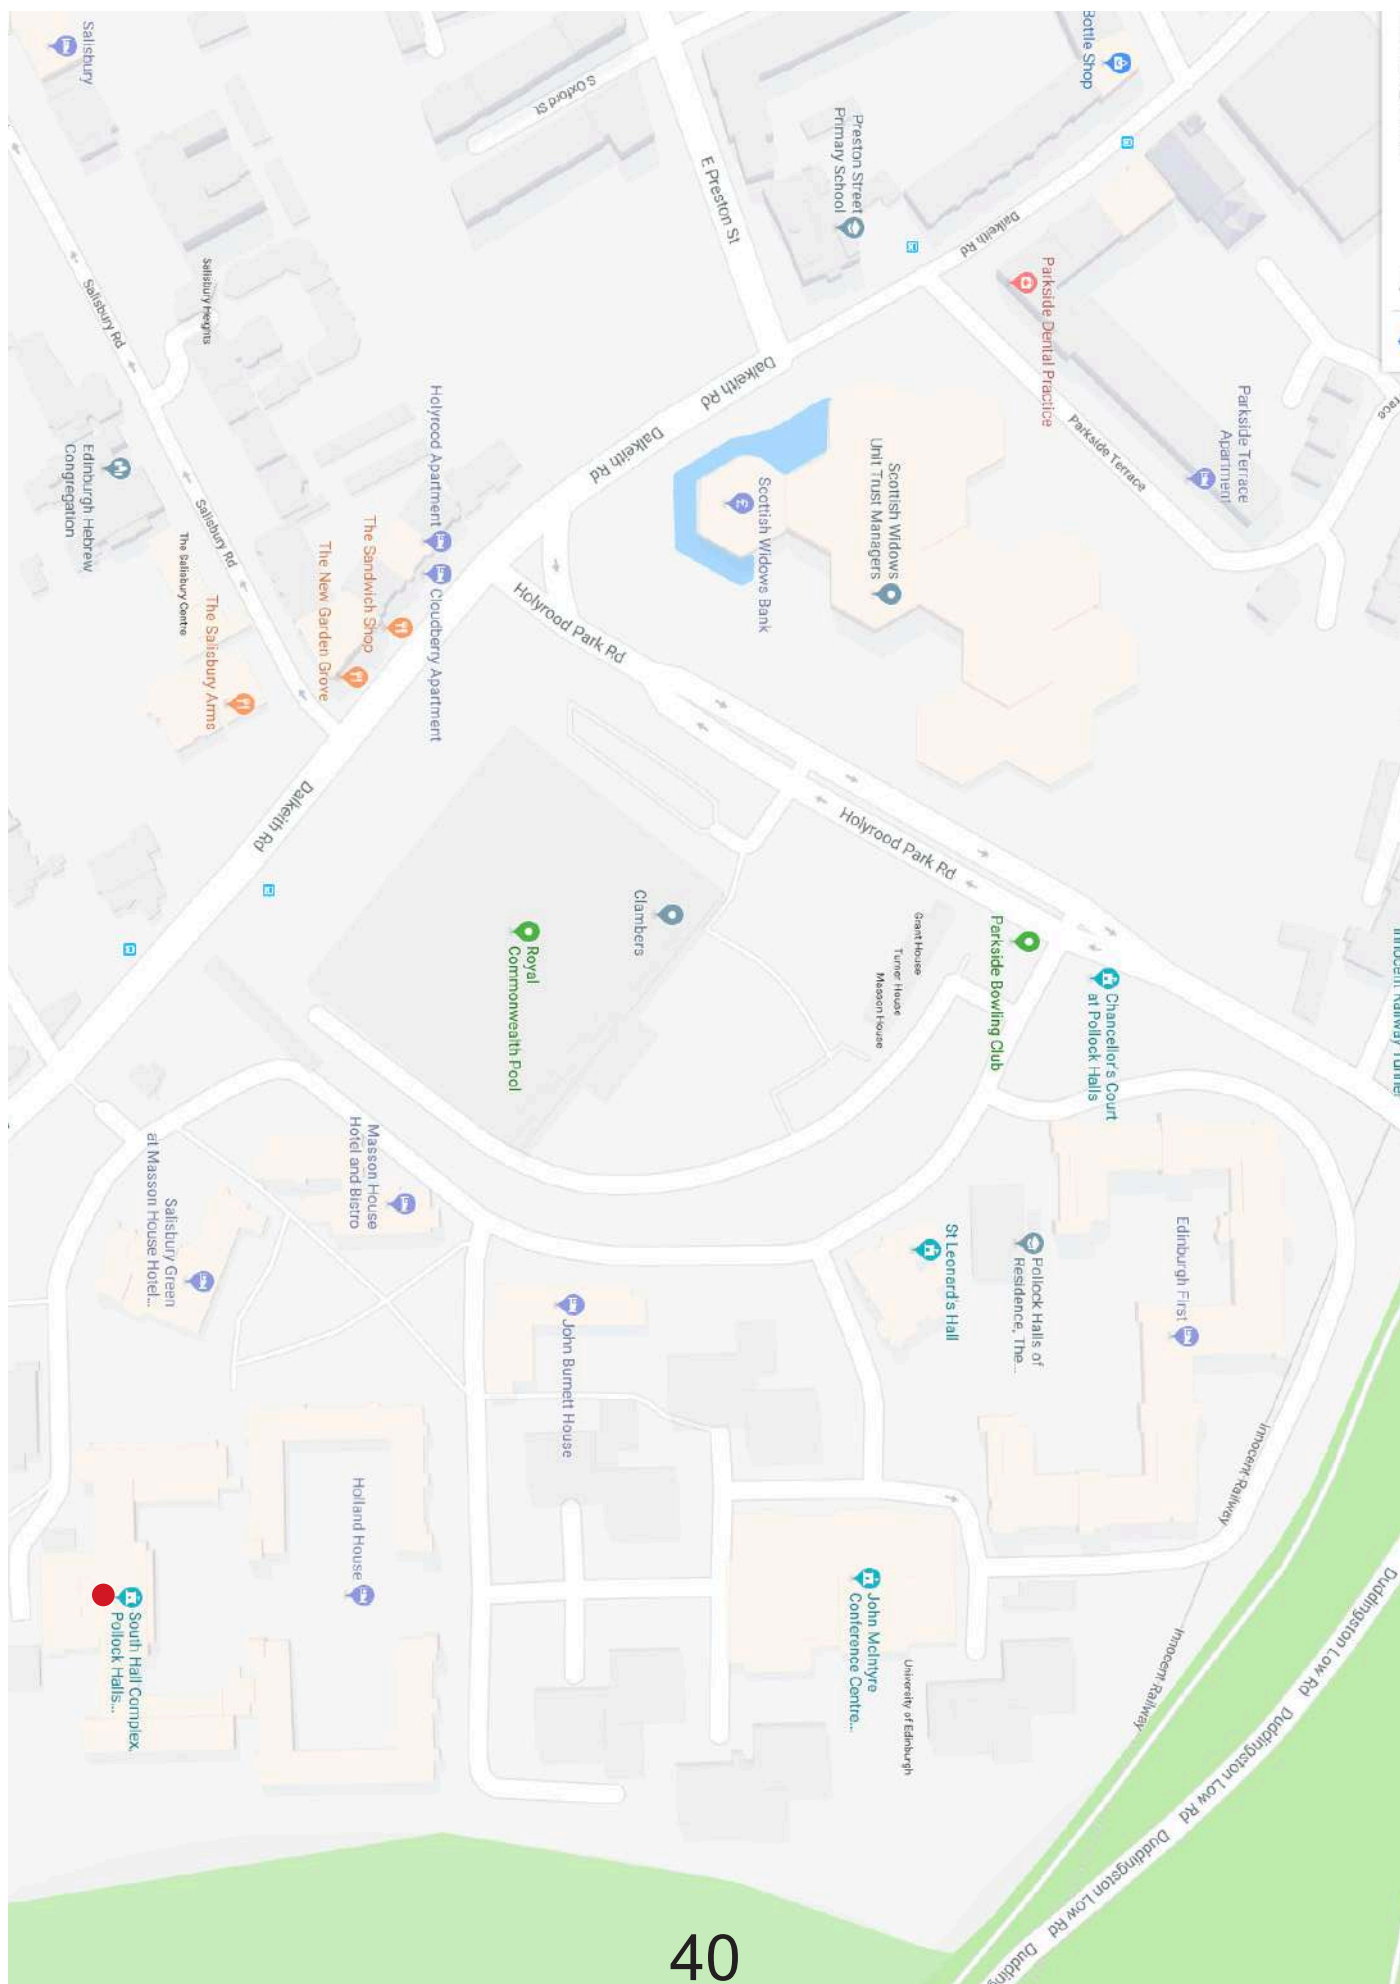 Salisbury
S Oxford St
E Preston St
Preston Street
Primary School
Bottle Shop
Dalkeith Rd
Parkside Dental Practice
Parkside Terrace
Parkside Terrace
Apartment
Salisbury Heights
Salisbury Rd
Dalkeith Rd
Dalkeith Rd
Scottish Widows
Unit Trust Managers
Scottish Widows Bank
Holyrood Apartment
Cloudberry Apartment
Edinburgh Hebrew
Congregation
Salisbury Rd
The Salisbury Centre
The Salisbury Arms
The New Garden Grove
The Sandwich Shop
Holyrood Park Rd
Dalkeith Rd
Holyrood Park Rd
Clambers
Royal
Commonwealth Pool
Grant House
Turner House
Masson House
Parkside Bowling Club
Chancellor's Court
at Pollock Halls
Innocent Railway Tunnel
Masson House
Hotel and Bistro
Salisbury Green
at Masson House Hotel...
St Leonard's Hall
Pollock Halls of
Residence, The...
Edinburgh First
John Burnett House
Innocent Railway
Holland House
South Hall Complex,
Pollock Halls...
John McIntyre
Conference Centre...
University of Edinburgh
Innocent Railway
Duddingston Low Rd
Duddingston Low Rd
Duddingston Low Rd
40